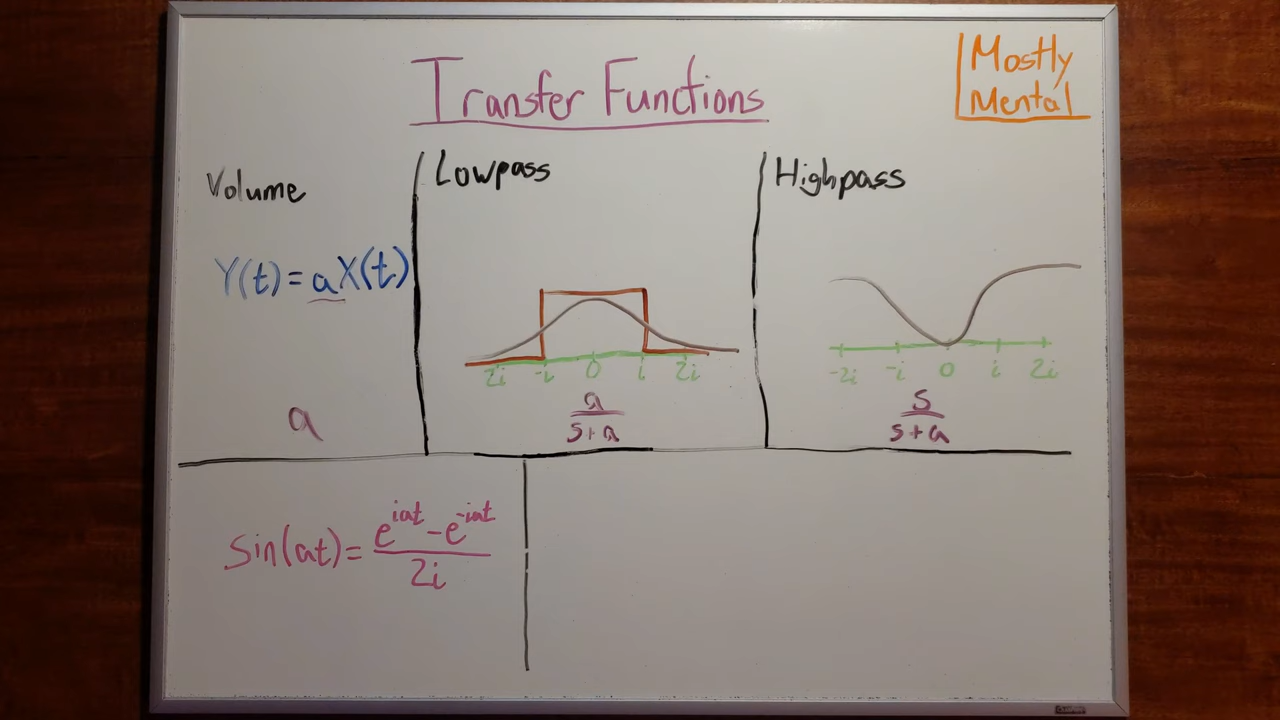 Transfer Functions
Mostly
Mental
Volume
Y(t) = aX(t)
a
Lowpass
2i -i 0 i 2i
a
s+a
Highpass
-2i -i 0 i 2i
s
s+a
Sin(at) = e^iat - e^-iat
2i